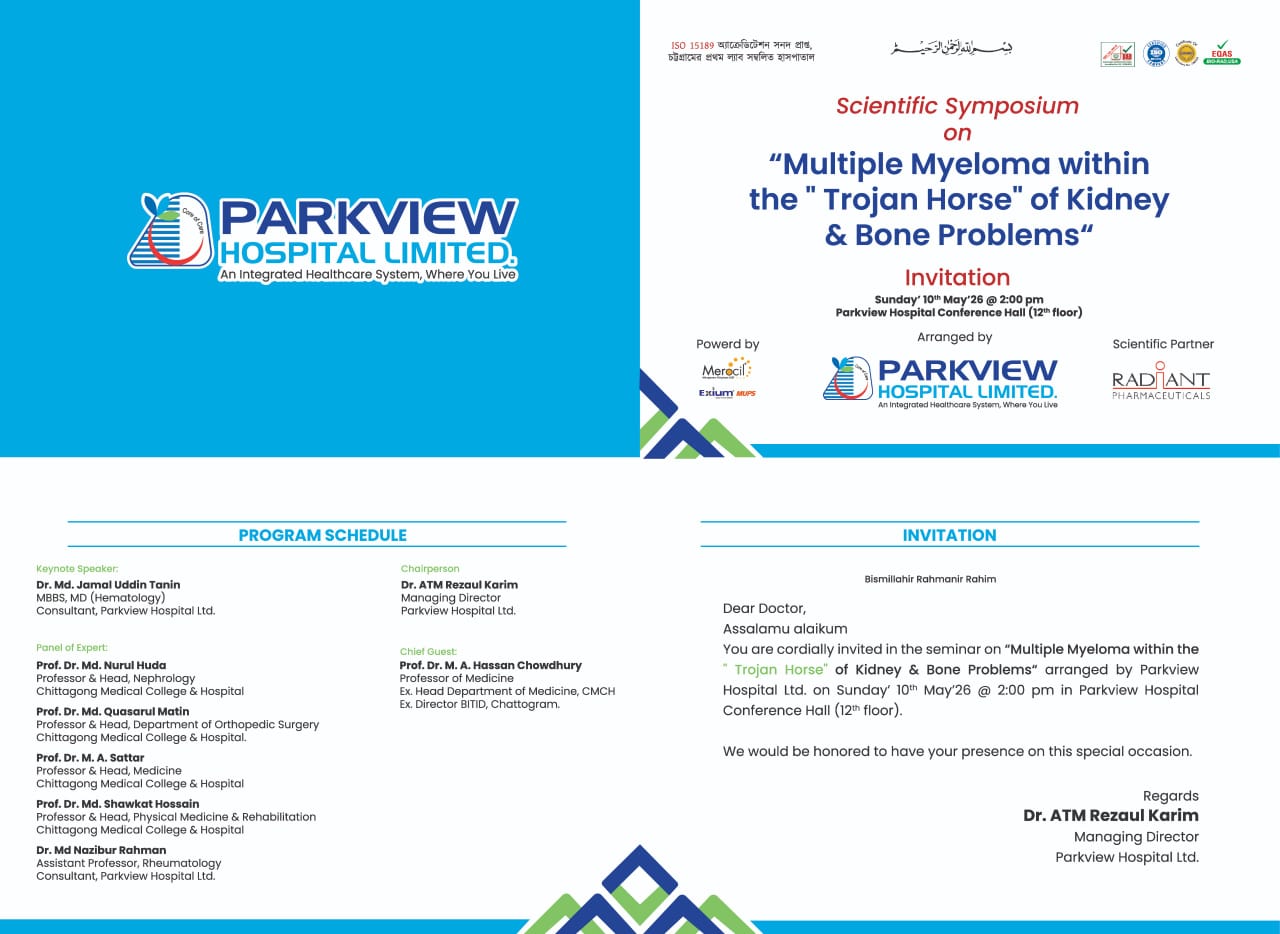 Care of Care
PARKVIEW
HOSPITAL LIMITED.
An Integrated Healthcare System, Where You Live
ISO 15189 অ্যাক্রেডিটেশন সনদ প্রাপ্ত,
চট্টগ্রামের প্রথম ল্যাব সম্বলিত হাসপাতাল
بِسْمِ اللهِ الرَّحْمٰنِ الرَّحِيْمِ
ISO
EQAS
BIO-RAD, USA
Scientific Symposium
on
“Multiple Myeloma within
the " Trojan Horse" of Kidney
& Bone Problems“
Invitation
Sunday’ 10th May’26 @ 2:00 pm
Parkview Hospital Conference Hall (12th floor)
Powerd by
Merocil
Exium MUPS
Arranged by
Care of Care
PARKVIEW
HOSPITAL LIMITED.
An Integrated Healthcare System, Where You Live
Scientific Partner
RADIANT
PHARMACEUTICALS
PROGRAM SCHEDULE
Keynote Speaker:
Dr. Md. Jamal Uddin Tanin
MBBS, MD (Hematology)
Consultant, Parkview Hospital Ltd.
Panel of Expert:
Prof. Dr. Md. Nurul Huda
Professor & Head, Nephrology
Chittagong Medical College & Hospital
Prof. Dr. Md. Quasarul Matin
Professor & Head, Department of Orthopedic Surgery
Chittagong Medical College & Hospital.
Prof. Dr. M. A. Sattar
Professor & Head, Medicine
Chittagong Medical College & Hospital
Prof. Dr. Md. Shawkat Hossain
Professor & Head, Physical Medicine & Rehabilitation
Chittagong Medical College & Hospital
Dr. Md Nazibur Rahman
Assistant Professor, Rheumatology
Consultant, Parkview Hospital Ltd.
Chairperson
Dr. ATM Rezaul Karim
Managing Director
Parkview Hospital Ltd.
Chief Guest:
Prof. Dr. M. A. Hassan Chowdhury
Professor of Medicine
Ex. Head Department of Medicine, CMCH
Ex. Director BITID, Chattogram.
INVITATION
Bismillahir Rahmanir Rahim
Dear Doctor,
Assalamu alaikum
You are cordially invited in the seminar on “Multiple Myeloma within the
" Trojan Horse" of Kidney & Bone Problems“ arranged by Parkview
Hospital Ltd. on Sunday’ 10th May’26 @ 2:00 pm in Parkview Hospital
Conference Hall (12th floor).
We would be honored to have your presence on this special occasion.
Regards
Dr. ATM Rezaul Karim
Managing Director
Parkview Hospital Ltd.